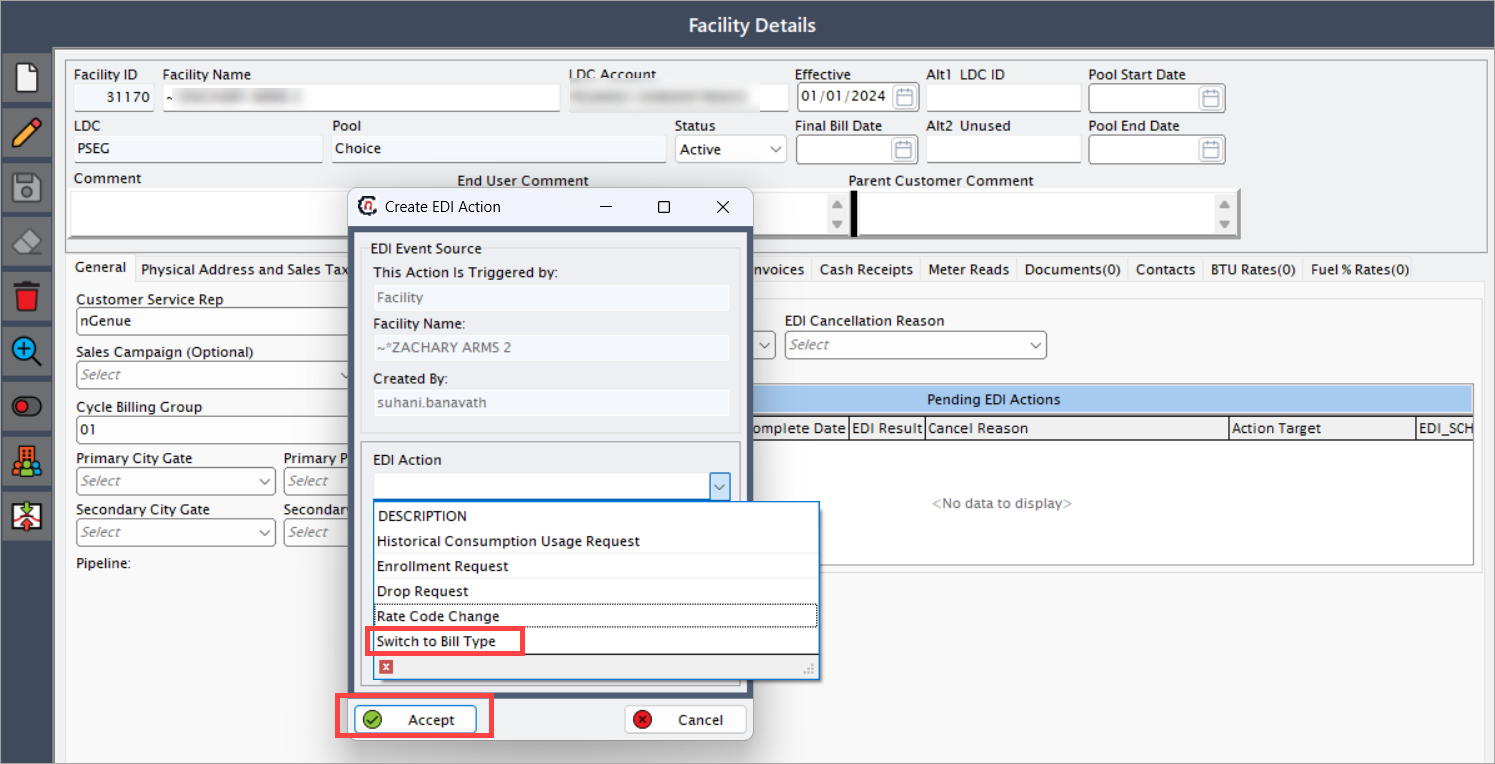 Facility Details
Facility ID
Facility Name
LDC Account
Effective
Alt1 LDC ID
Pool Start Date
31170
~
01/01/2024
LDC
Pool
Status
Final Bill Date
Alt2 Unused
Pool End Date
PSEG
Choice
Active
Comment
End User Comment
Parent Customer Comment
General
Physical Address and Sales Tax
nvoices
Cash Receipts
Meter Reads
Documents(0)
Contacts
BTU Rates(0)
Fuel % Rates(0)
Customer Service Rep
nGenue
Sales Campaign (Optional)
Select
Cycle Billing Group
01
Primary City Gate
Primary P
Select
Select
Secondary City Gate
Secondar
Select
Select
Pipeline:
EDI Cancellation Reason
Select
Pending EDI Actions
omplete Date
EDI Result
Cancel Reason
Action Target
EDI_SCH
<No data to display>
Create EDI Action
EDI Event Source
This Action Is Triggered by:
Facility
Facility Name:
~*ZACHARY ARMS 2
Created By:
suhani.banavath
EDI Action
DESCRIPTION
Historical Consumption Usage Request
Enrollment Request
Drop Request
Rate Code Change
Switch to Bill Type
Accept
Cancel